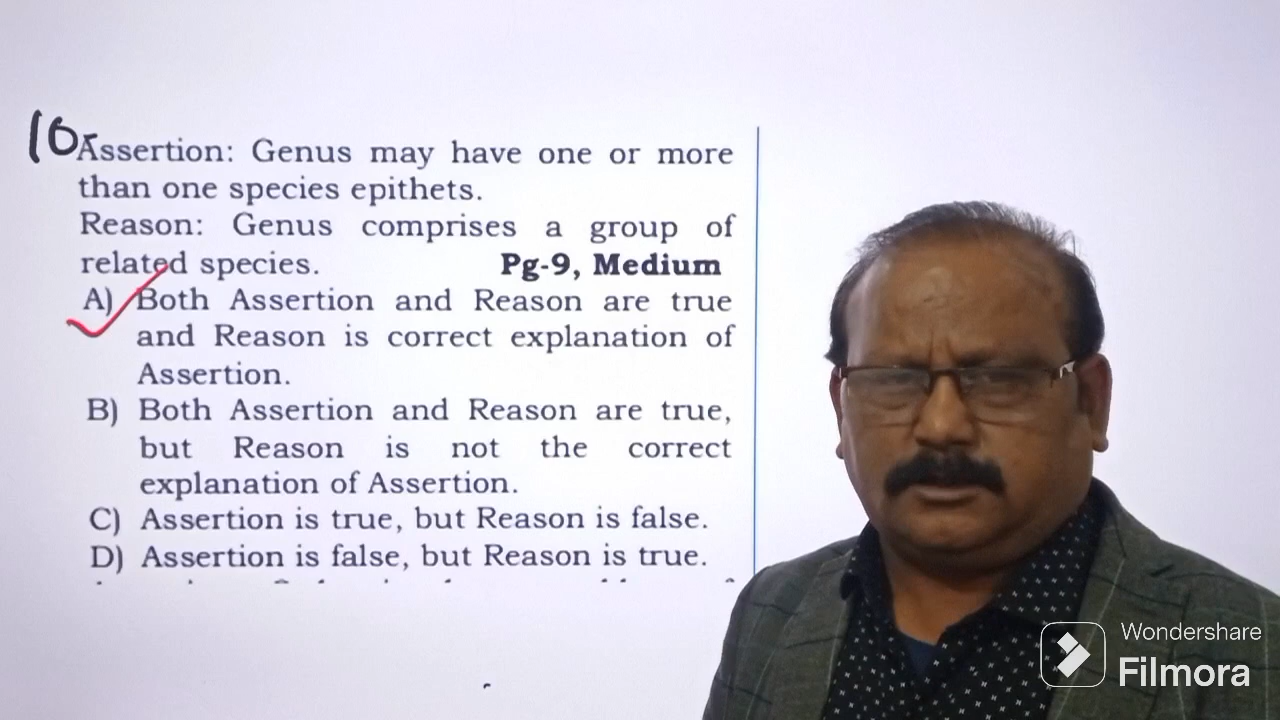 10.
Assertion: Genus may have one or more
than one species epithets.
Reason: Genus comprises a group of
related species. Pg-9, Medium
A) Both Assertion and Reason are true
and Reason is correct explanation of
Assertion.
B) Both Assertion and Reason are true,
but Reason is not the correct
explanation of Assertion.
C) Assertion is true, but Reason is false.
D) Assertion is false, but Reason is true.
Wondershare
Filmora